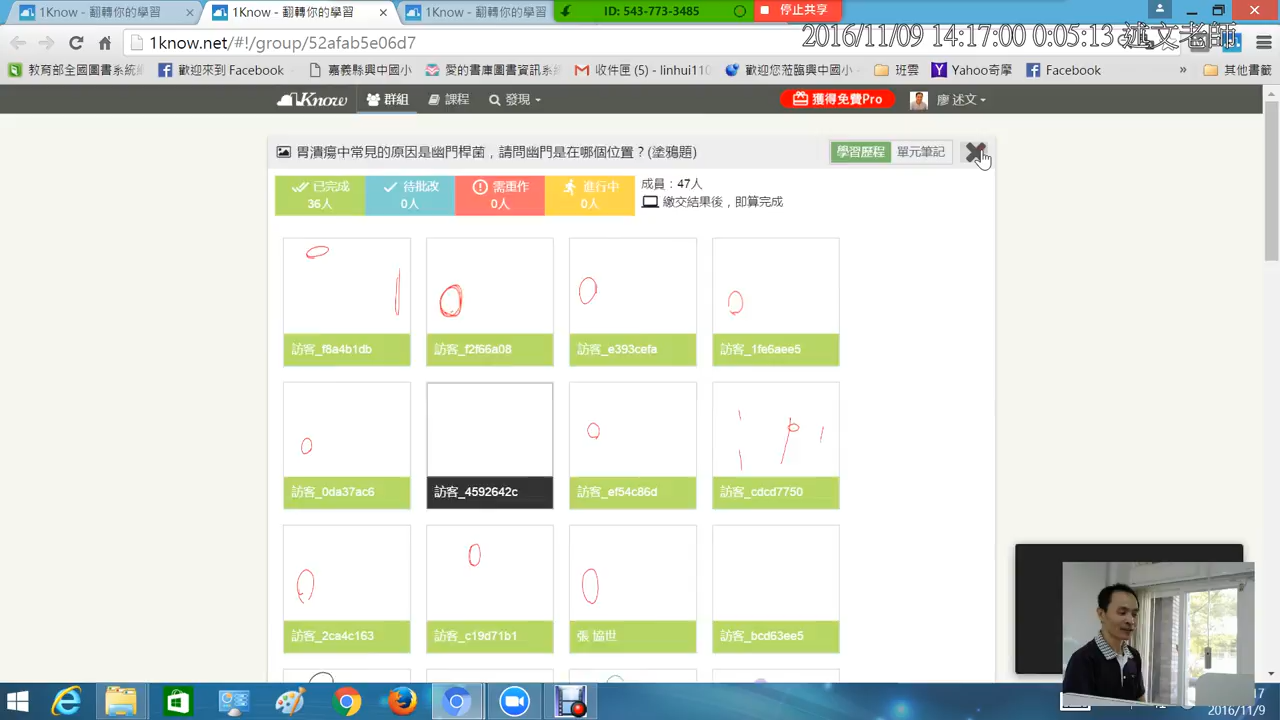 1Know - 翻轉你的學習
1Know - 翻轉你的學習
1Know - 翻轉你的學習
ID: 543-773-3485
停止共享
1know.net/#!/group/52afab5e06d7
2016/11/09 14:17:00 0:05:13 述文老師
教育部全國圖書系統
歡迎來到 Facebook
嘉義縣興中國小
愛的書庫圖書資訊系
收件匣 (5) - linhui110
歡迎您蒞臨興中國小
班雲
Yahoo奇摩
Facebook
»
其他書籤
1Know
群組
課程
發現
獲得免費Pro
廖 述文
胃潰瘍中常見的原因是幽門桿菌，請問幽門是在哪個位置？(塗鴉題)
學習歷程
單元筆記
已完成
36人
待批改
0人
需重作
0人
進行中
0人
成員：47人
繳交結果後，即算完成
訪客_f8a4b1db
訪客_f2f66a08
訪客_e393cefa
訪客_1fe6aee5
訪客_0da37ac6
訪客_4592642c
訪客_ef54c86d
訪客_cdcd7750
訪客_2ca4c163
訪客_c19d71b1
張 協世
訪客_bcd63ee5
2016/11/9